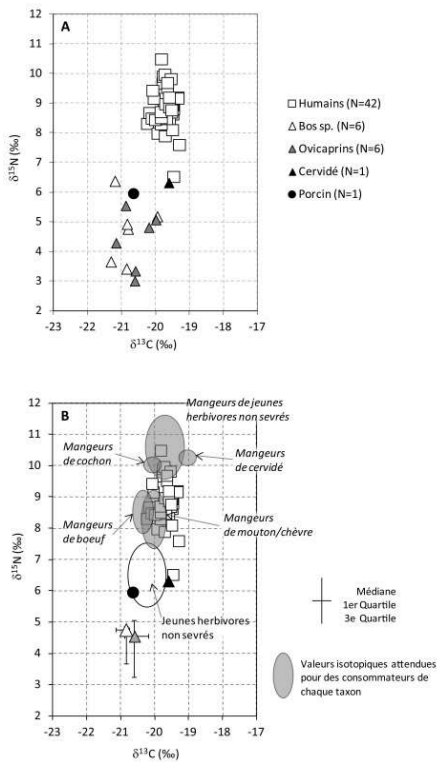 A
12
11
10
9
8
7
6
5
4
3
2
δ15N (‰)
-23 -22 -21 -20 -19 -18 -17
δ13C (‰)
Humains (N=42)
Bos sp. (N=6)
Ovicaprins (N=6)
Cervidé (N=1)
Porcin (N=1)
B
12
11
10
9
8
7
6
5
4
3
2
δ15N (‰)
Mangeurs de jeunes
herbivores non sevrés
Mangeurs
de cochon
Mangeurs
de cervidé
Mangeurs
de boeuf
Mangeurs
de mouton/chèvre
Jeunes herbivores
non sevrés
-23 -22 -21 -20 -19 -18 -17
δ13C (‰)
Médiane
1er Quartile
3e Quartile
Valeurs isotopiques attendues
pour des consommateurs de
chaque taxon